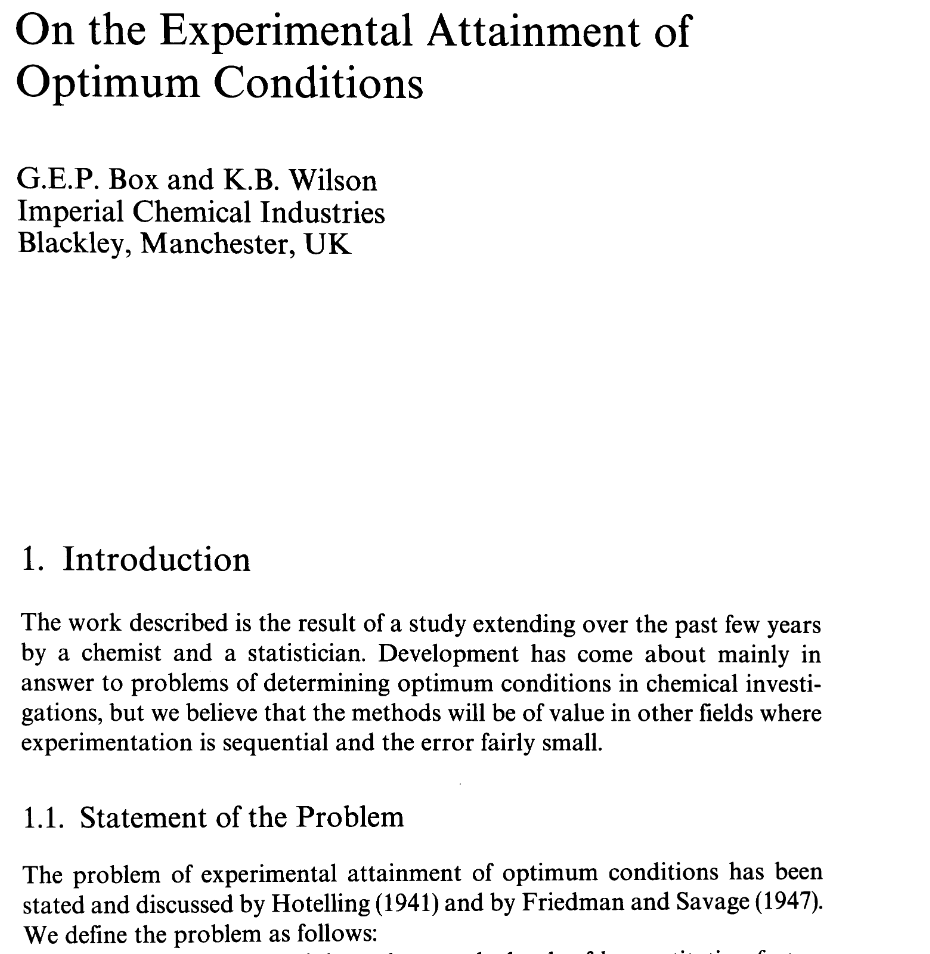 On the Experimental Attainment of
Optimum Conditions
G.E.P. Box and K.B. Wilson
Imperial Chemical Industries
Blackley, Manchester, UK
1. Introduction
The work described is the result of a study extending over the past few years
by a chemist and a statistician. Development has come about mainly in
answer to problems of determining optimum conditions in chemical investi-
gations, but we believe that the methods will be of value in other fields where
experimentation is sequential and the error fairly small.
1.1. Statement of the Problem
The problem of experimental attainment of optimum conditions has been
stated and discussed by Hotelling (1941) and by Friedman and Savage (1947).
We define the problem as follows: